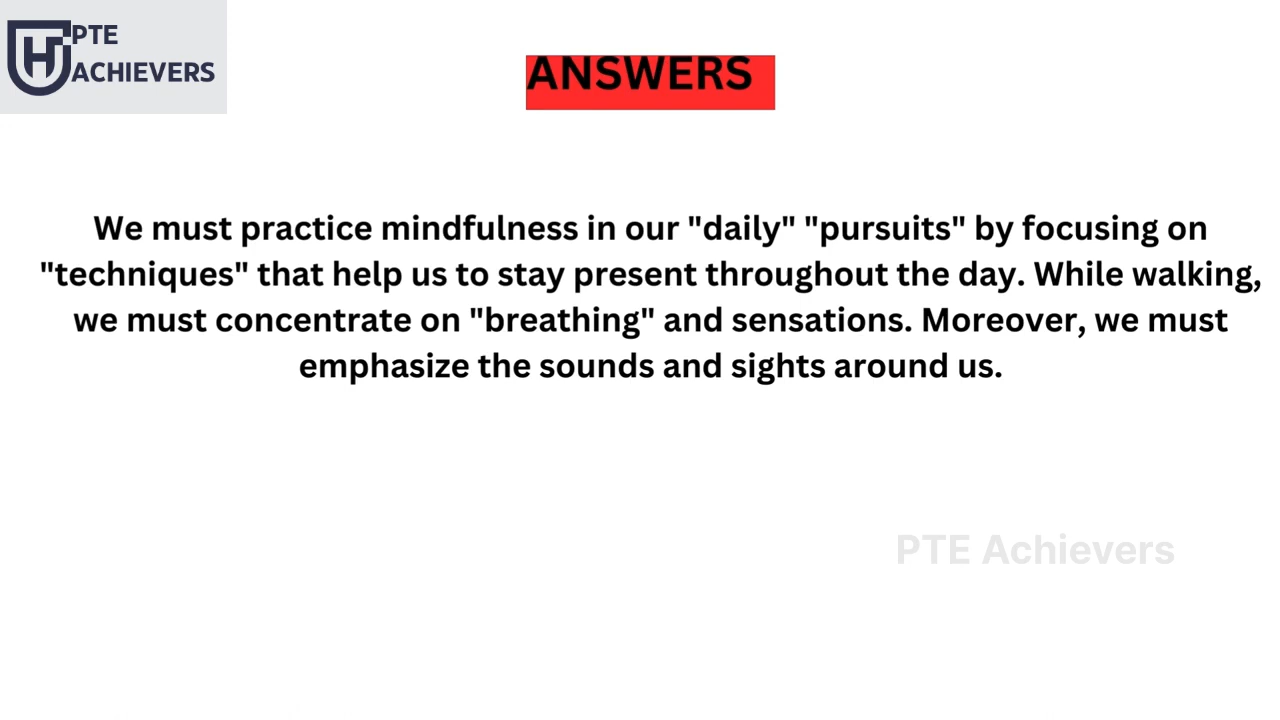 PTE
ACHIEVERS
ANSWERS
We must practice mindfulness in our "daily" "pursuits" by focusing on
"techniques" that help us to stay present throughout the day. While walking,
we must concentrate on "breathing" and sensations. Moreover, we must
emphasize the sounds and sights around us.
PTE Achievers